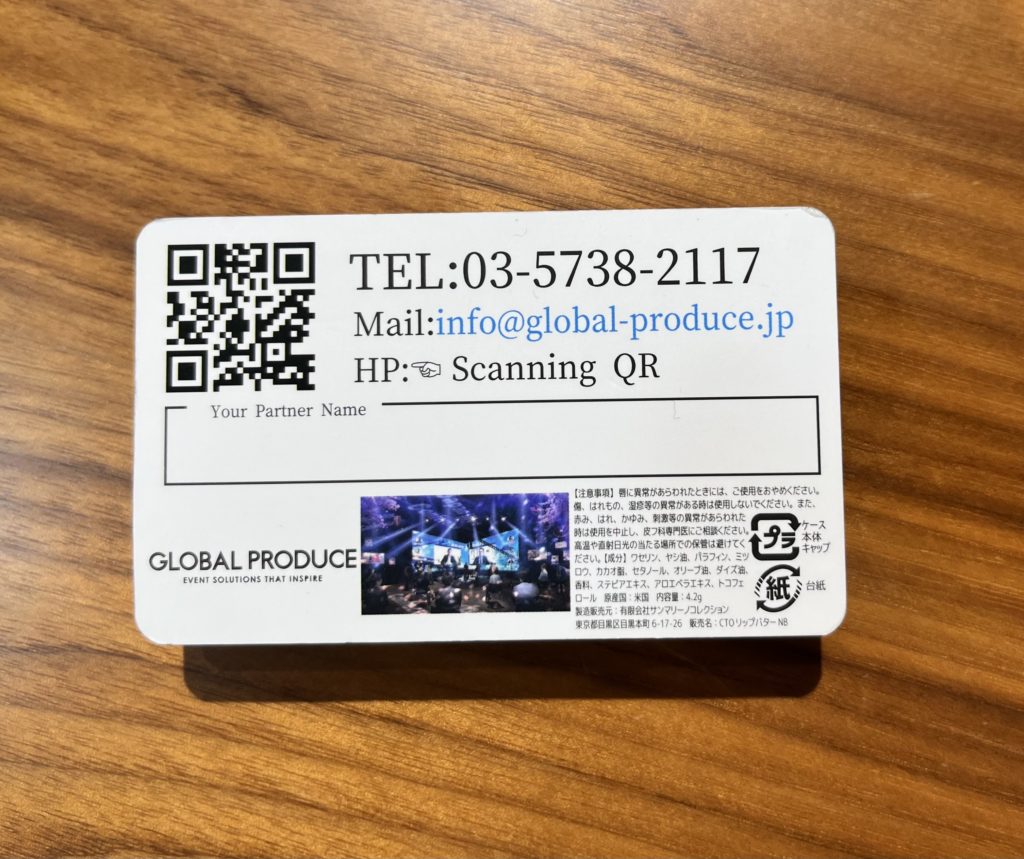 TEL:03-5738-2117
Mail:info@global-produce.jp
HP:☜ Scanning QR
Your Partner Name
GLOBAL PRODUCE
EVENT SOLUTIONS THAT INSPIRE
【注意事項】唇に異常があらわれたときには、ご使用をおやめください。
傷、はれもの、湿疹等の異常がある時は使用しないでください。また、
赤み、はれ、かゆみ、刺激等の異常があらわれた
時は使用を中止し、皮フ科専門医にご相談ください。
高温や直射日光の当たる場所での保管は避けてく
ださい。【成分】ワセリン、ヤシ油、パラフィン、ミツ
ロウ、カカオ脂、セタノール、オリーブ油、ダイズ油、
香料、ステビアエキス、アロエベラエキス、トコフェ
ロール 原産国：米国 内容量：4.2g
製造販売元：有限会社サンマリーノコレクション
東京都目黒区目黒本町 6-17-26 販売名：CTOリップバター NB
プラ
ケース
本体
キャップ
紙
台紙